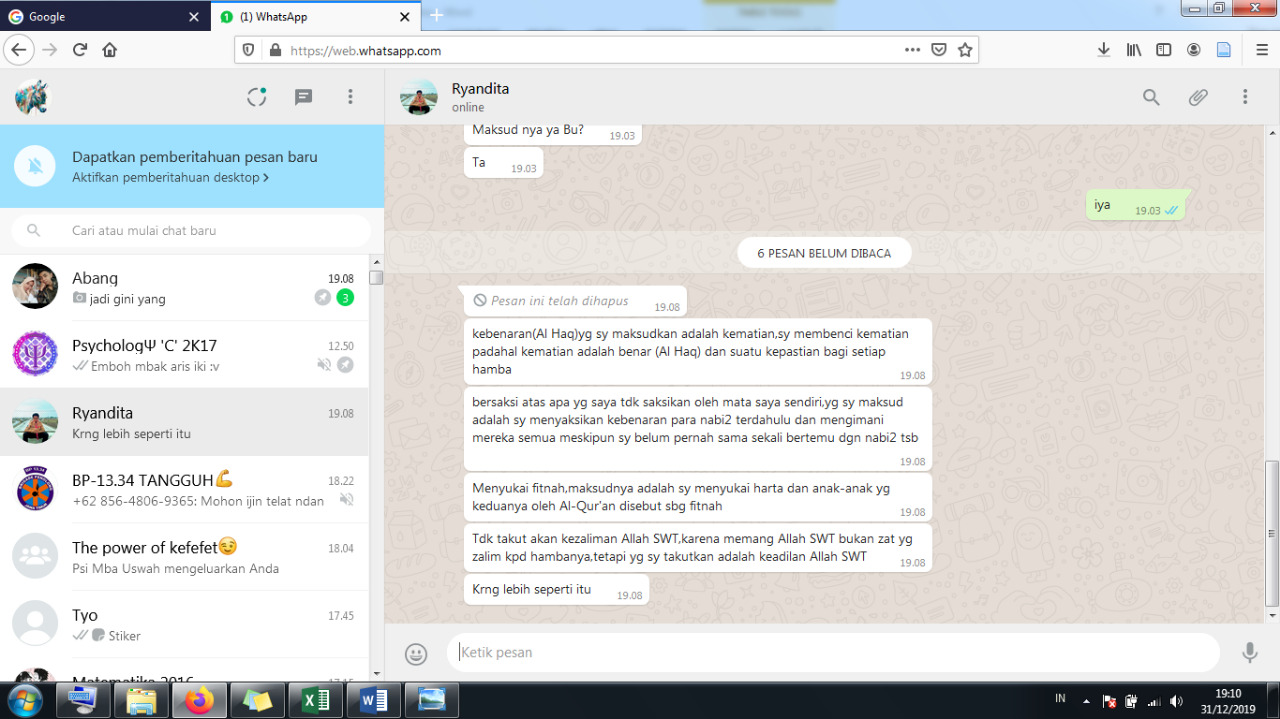 Google
(1) WhatsApp
https://web.whatsapp.com
Ryandita
online
Dapatkan pemberitahuan pesan baru
Aktifkan pemberitahuan desktop
Cari atau mulai chat baru
Abang 19.08
jadi gini yang 3
PsychologΨ 'C' 2K17 12.50
Emboh mbak aris iki :v
Ryandita 19.08
Krng lebih seperti itu
BP-13.34 TANGGUH💪 18.22
+62 856-4806-9365: Mohon ijin telat ndan
The power of kefefet😉 18.04
Psi Mba Uswah mengeluarkan Anda
Tyo 17.45
Stiker
Matematika 2016 17.15
Maksud nya ya Bu? 19.03
Ta 19.03
iya 19.03
6 PESAN BELUM DIBACA
Pesan ini telah dihapus 19.08
kebenaran(Al Haq)yg sy maksudkan adalah kematian,sy membenci kematian
padahal kematian adalah benar (Al Haq) dan suatu kepastian bagi setiap
hamba 19.08
bersaksi atas apa yg saya tdk saksikan oleh mata saya sendiri,yg sy maksud
adalah sy menyaksikan kebenaran para nabi2 terdahulu dan mengimani
mereka semua meskipun sy belum pernah sama sekali bertemu dgn nabi2 tsb
19.08
Menyukai fitnah,maksudnya adalah sy menyukai harta dan anak-anak yg
keduanya oleh Al-Qur'an disebut sbg fitnah 19.08
Tdk takut akan kezaliman Allah SWT,karena memang Allah SWT bukan zat yg
zalim kpd hambanya,tetapi yg sy takutkan adalah keadilan Allah SWT 19.08
Krng lebih seperti itu 19.08
Ketik pesan
IN
19:10
31/12/2019